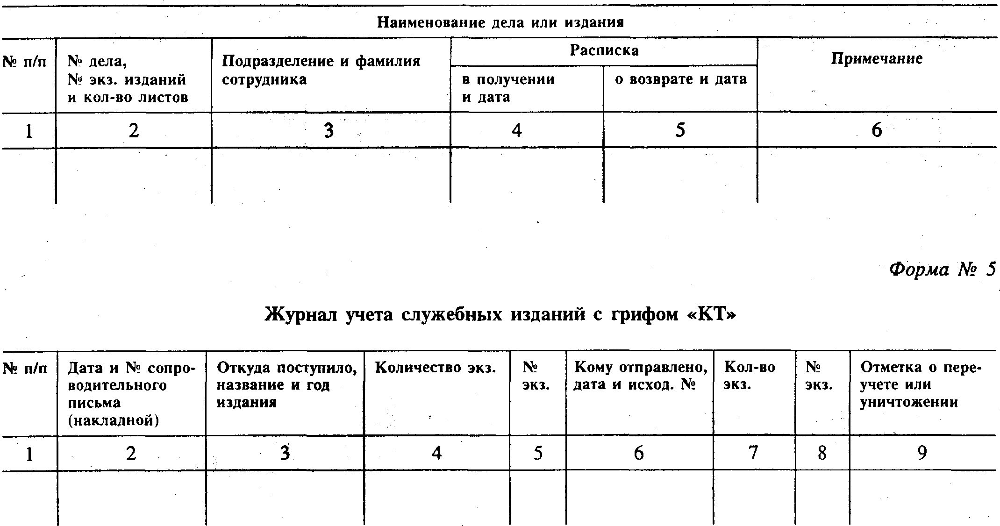 Наименование дела или издания
№ п/п
№ дела,
№ экз. изданий
и кол-во листов
Подразделение и фамилия
сотрудника
Расписка
в получении
и дата
о возврате и дата
Примечание
1 2 3 4 5 6
Форма № 5
Журнал учета служебных изданий с грифом «КТ»
№ п/п
Дата и № сопро-
водительного
письма
(накладной)
Откуда поступило,
название и год
издания
Количество экз.
№
экз.
Кому отправлено,
дата и исход. №
Кол-во
экз.
№
экз.
Отметка о пере-
учете или
уничтожении
1 2 3 4 5 6 7 8 9